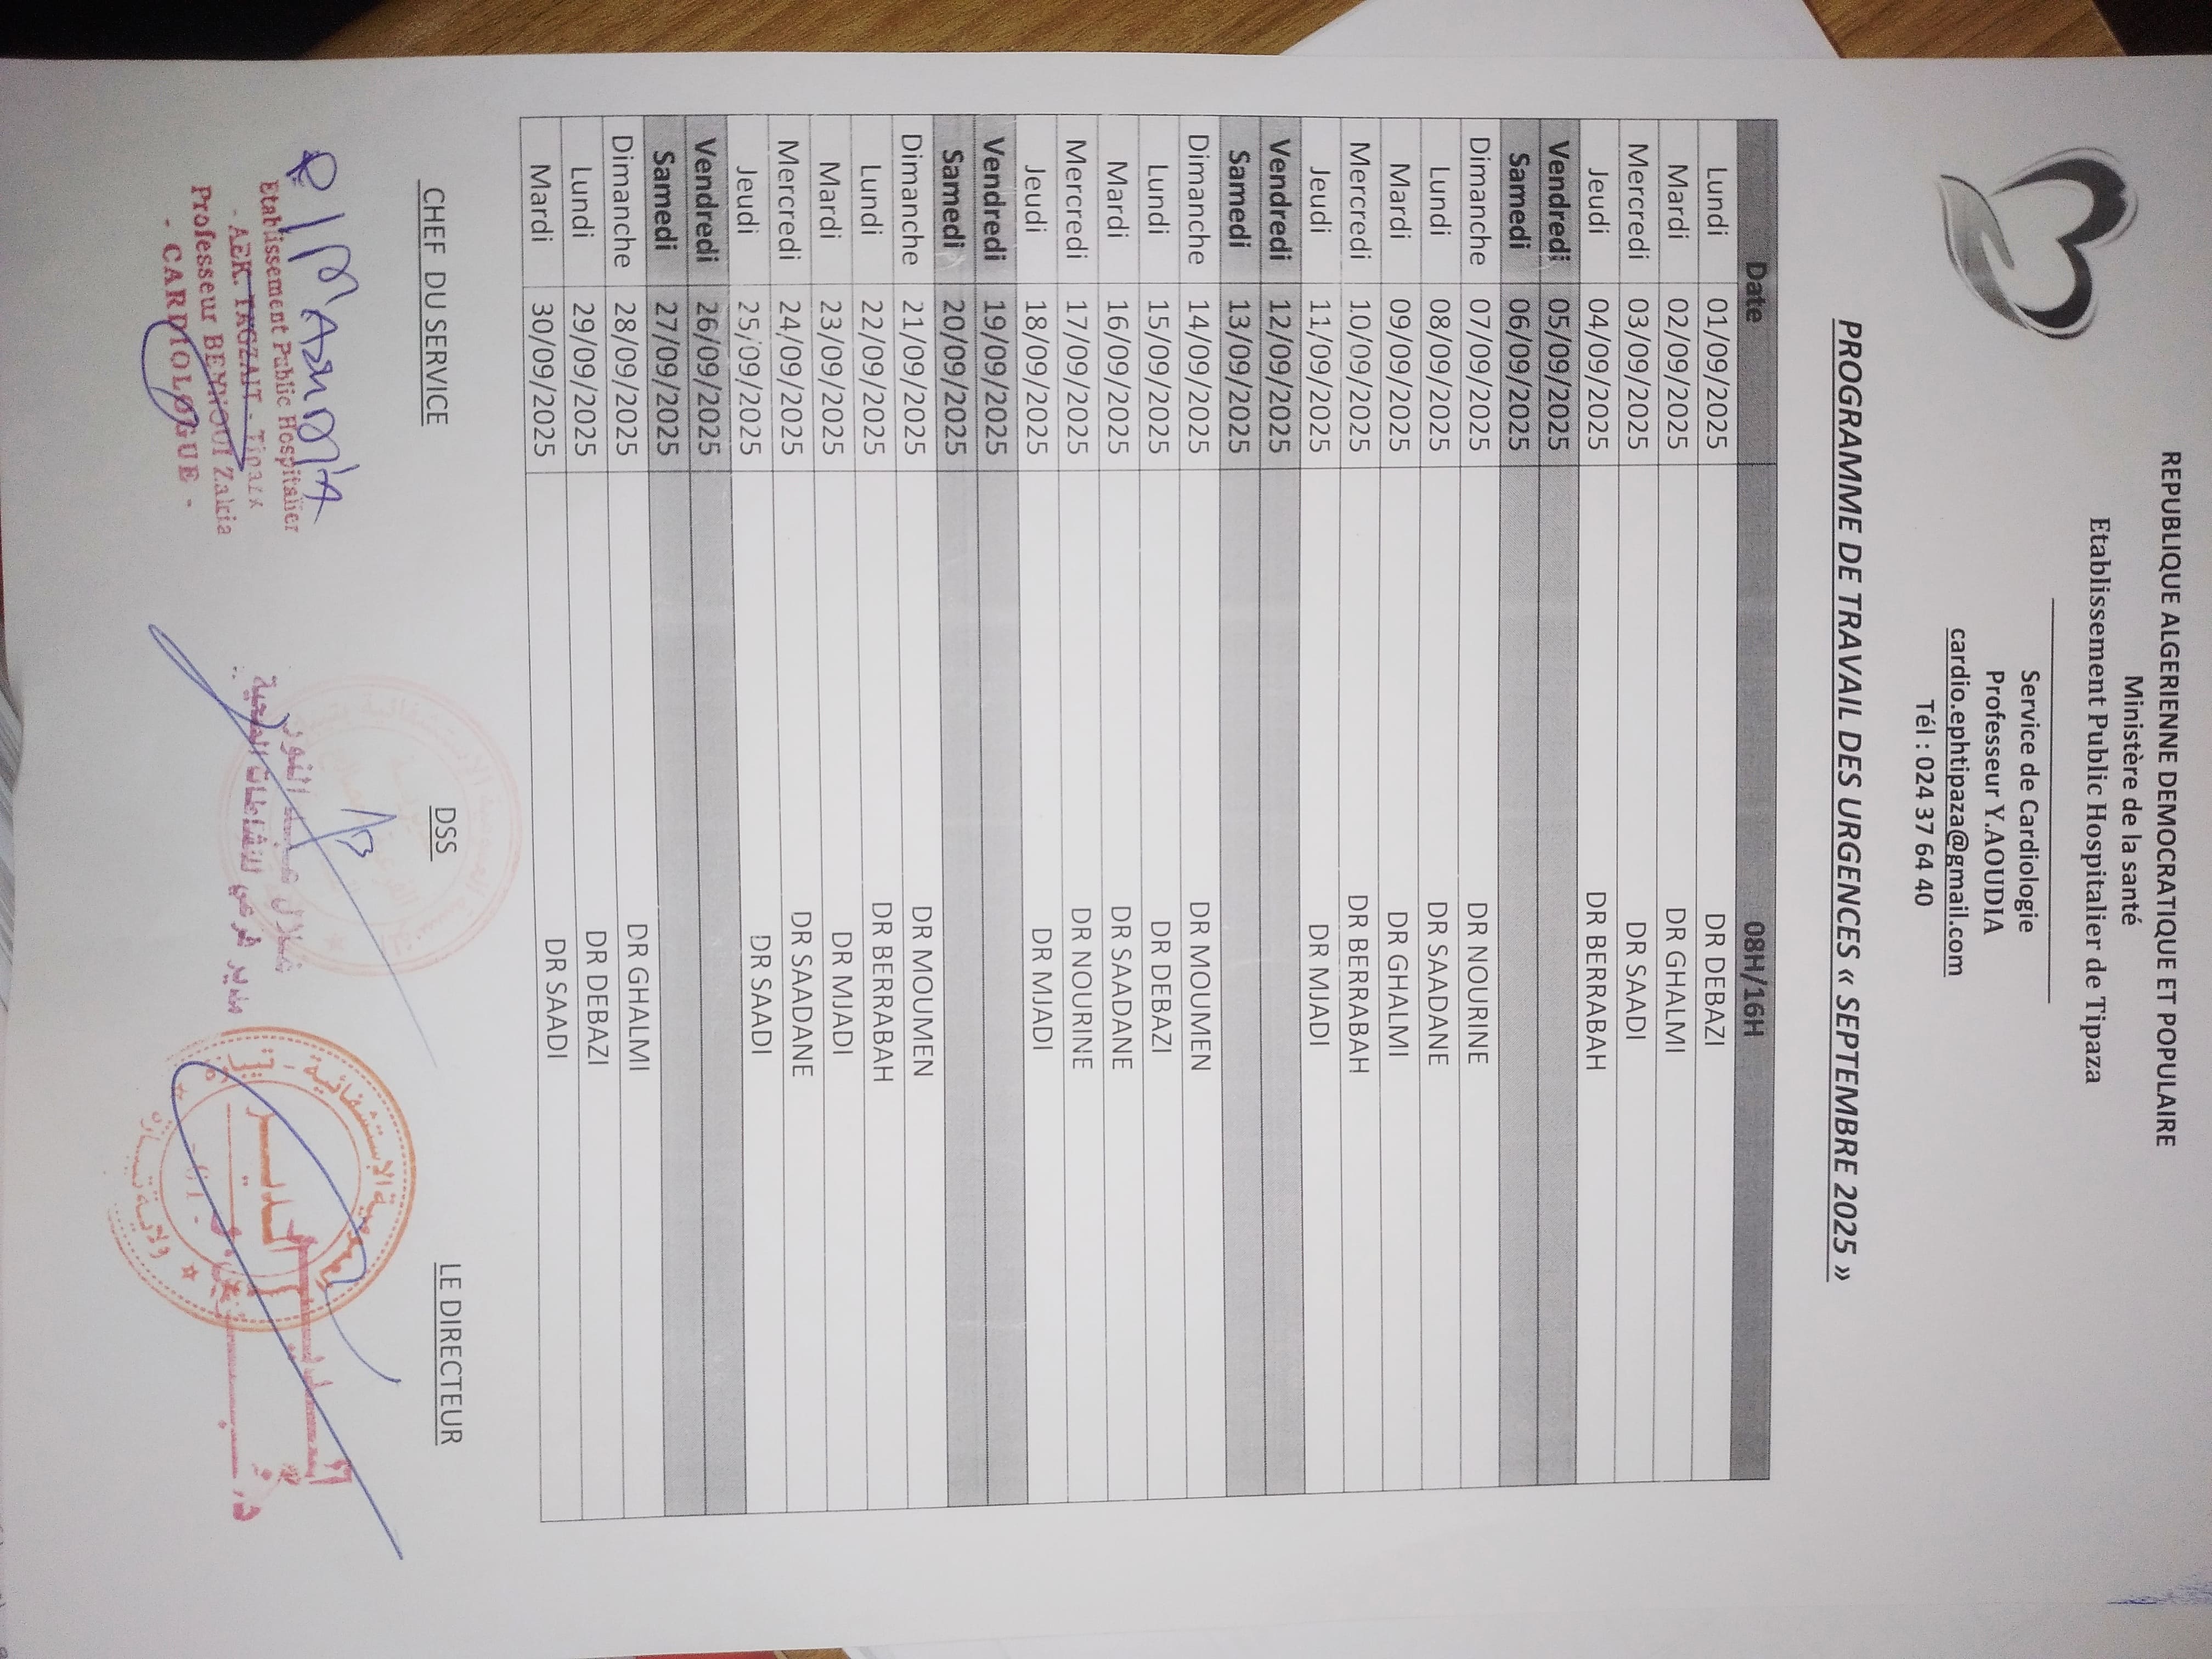 REPUBLIQUE ALGERIENNE DEMOCRATIQUE ET POPULAIRE
Ministère de la santé
Etablissement Public Hospitalier de Tipaza
Service de Cardiologie
Professeur Y.AOUDIA
cardio.ephtipaza@gmail.com
Tél : 024 37 64 40
PROGRAMME DE TRAVAIL DES URGENCES « SEPTEMBRE 2025 »
Date 08H/16H
Lundi 01/09/2025 DR DEBAZI
Mardi 02/09/2025 DR GHALMI
Mercredi 03/09/2025 DR SAADI
Jeudi 04/09/2025 DR BERRABAH
Vendredi 05/09/2025
Samedi 06/09/2025
Dimanche 07/09/2025 DR NOURINE
Lundi 08/09/2025 DR SAADANE
Mardi 09/09/2025 DR GHALMI
Mercredi 10/09/2025 DR BERRABAH
Jeudi 11/09/2025 DR MJADI
Vendredi 12/09/2025
Samedi 13/09/2025
Dimanche 14/09/2025 DR MOUMEN
Lundi 15/09/2025 DR DEBAZI
Mardi 16/09/2025 DR SAADANE
Mercredi 17/09/2025 DR NOURINE
Jeudi 18/09/2025 DR MJADI
Vendredi 19/09/2025
Samedi 20/09/2025
Dimanche 21/09/2025 DR MOUMEN
Lundi 22/09/2025 DR BERRABAH
Mardi 23/09/2025 DR MJADI
Mercredi 24/09/2025 DR SAADANE
Jeudi 25/09/2025 DR SAADI
Vendredi 26/09/2025
Samedi 27/09/2025
Dimanche 28/09/2025 DR GHALMI
Lundi 29/09/2025 DR DEBAZI
Mardi 30/09/2025 DR SAADI
CHEF DU SERVICE DSS LE DIRECTEUR
Etablissement Public Hospitalier
- AEK. TAGZAIT - Tipaza
Professeur BENNOUI Zakia
- CARDIOLOGUE -
عبد النور
مدير فرعي للنشاطات الصحية
العمومية الإستشفائية - تيبازة
المدير
المدير
- 01 -
ولاية تيبازة